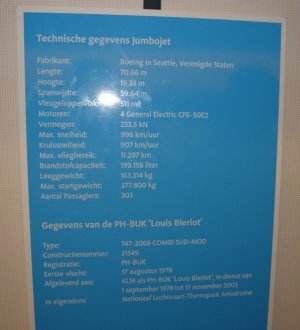 Technische gegevens Jumbojet
Fabrikant: Boeing in Seattle, Verenigde Staten
Lengte: 70,66 m
Hoogte: 19,33 m
Spanwijdte: 59,64 m
Vleugeloppervlak: 511 m²
Motoren: 4 General Electric CF6-50E2
Vermogen: 233,5 kN
Max. snelheid: 996 km/uur
Kruissnelheid: 907 km/uur
Max. vliegbereik: 11.297 km
Brandstofcapaciteit: 199.158 liter
Leeggewicht: 163.314 kg
Max. startgewicht: 377.800 kg
Aantal Passagiers: 303
Gegevens van de PH-BUK 'Louis Bleriot'
Type: 747-206B COMBI SUD-MOD
Constructienummer: 21549
Registratie: PH-BUK
Eerste vlucht: 17 augustus 1978
Afgeleverd aan: KLM als PH-BUK 'Louis Bleriot', in dienst van
1 september 1978 tot 17 november 2003
In eigendom: Nationaal Luchtvaart-Themapark Aviodrome